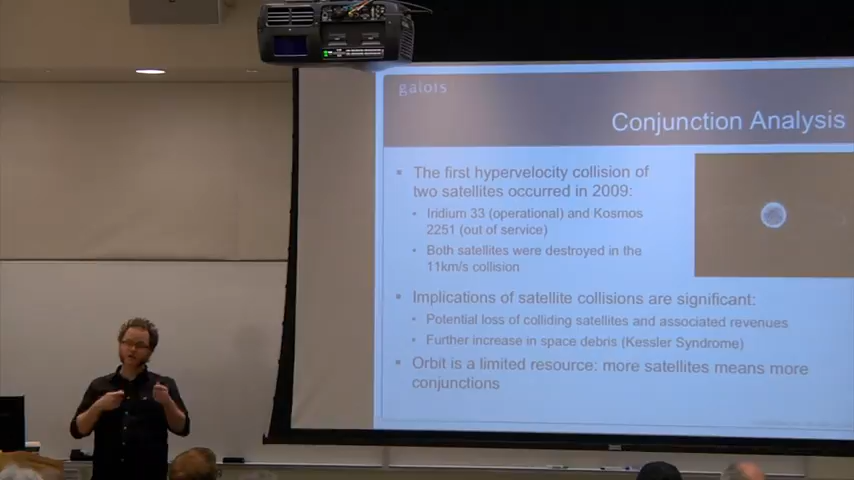 galois
Conjunction Analysis
The first hypervelocity collision of
two satellites occurred in 2009:
Iridium 33 (operational) and Kosmos
2251 (out of service)
Both satellites were destroyed in the
11km/s collision
Implications of satellite collisions are significant:
Potential loss of colliding satellites and associated revenues
Further increase in space debris (Kessler Syndrome)
Orbit is a limited resource: more satellites means more
conjunctions